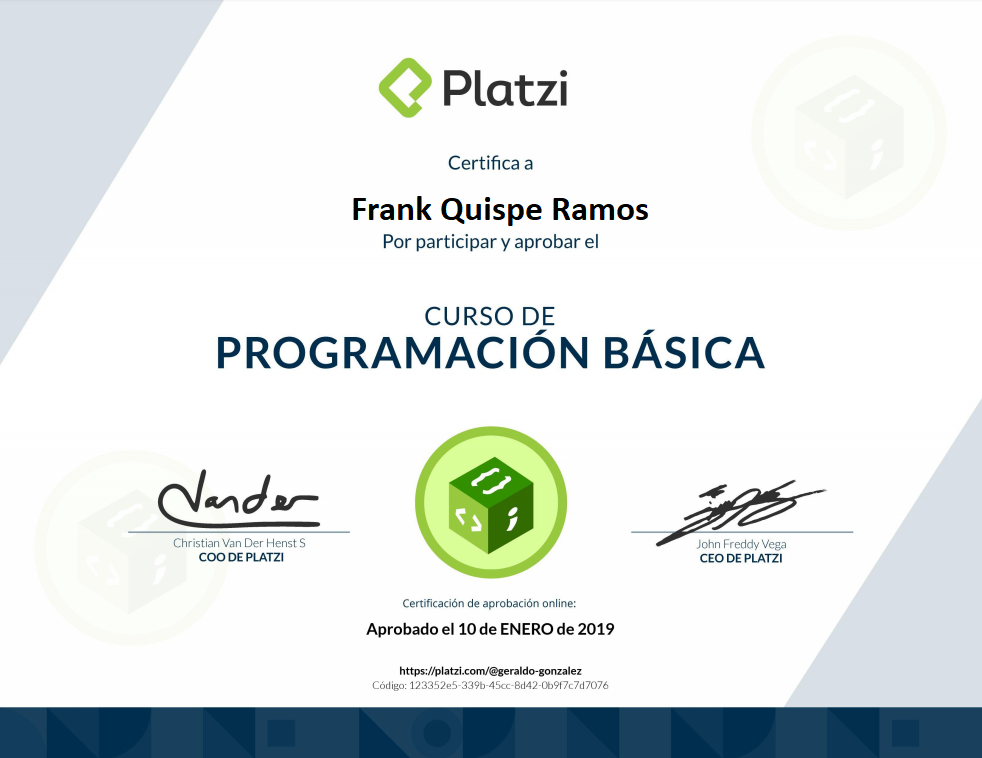 Platzi
Certifica a
Frank Quispe Ramos
Por participar y aprobar el
CURSO DE
PROGRAMACIÓN BÁSICA
Vander
Christian Van Der Henst S
COO DE PLATZI
John Freddy Vega
CEO DE PLATZI
Certificación de aprobación online:
Aprobado el 10 de ENERO de 2019
https://platzi.com/@geraldo-gonzalez
Código: 123352e5-339b-45cc-8d42-0b9f7c7d7076